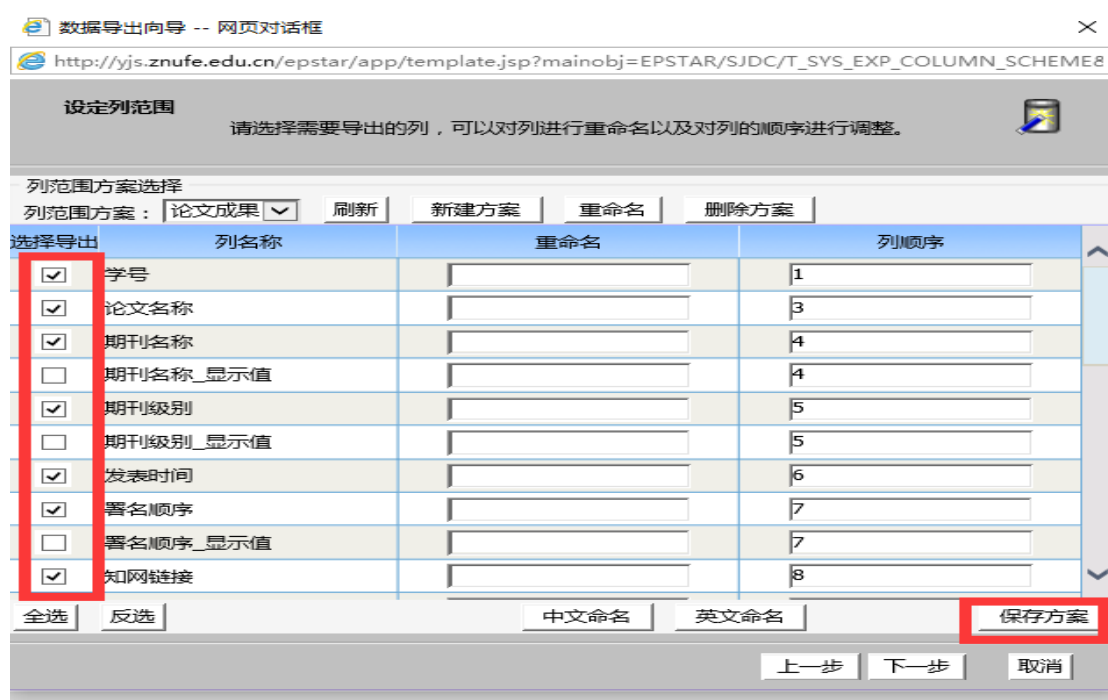 数据导出向导 -- 网页对话框
http://yjs.znufe.edu.cn/epstar/app/template.jsp?mainobj=EPSTAR/SJDC/T_SYS_EXP_COLUMN_SCHEME&
设定列范围
请选择需要导出的列，可以对列进行重命名以及对列的顺序进行调整。
列范围方案选择
列范围方案： 论文成果 刷新 新建方案 重命名 删除方案
选择导出 列名称 重命名 列顺序
学号 1
论文名称 3
期刊名称 4
期刊名称_显示值 4
期刊级别 5
期刊级别_显示值 5
发表时间 6
署名顺序 7
署名顺序_显示值 7
知网链接 8
全选 反选 中文命名 英文命名 保存方案
上一步 下一步 取消